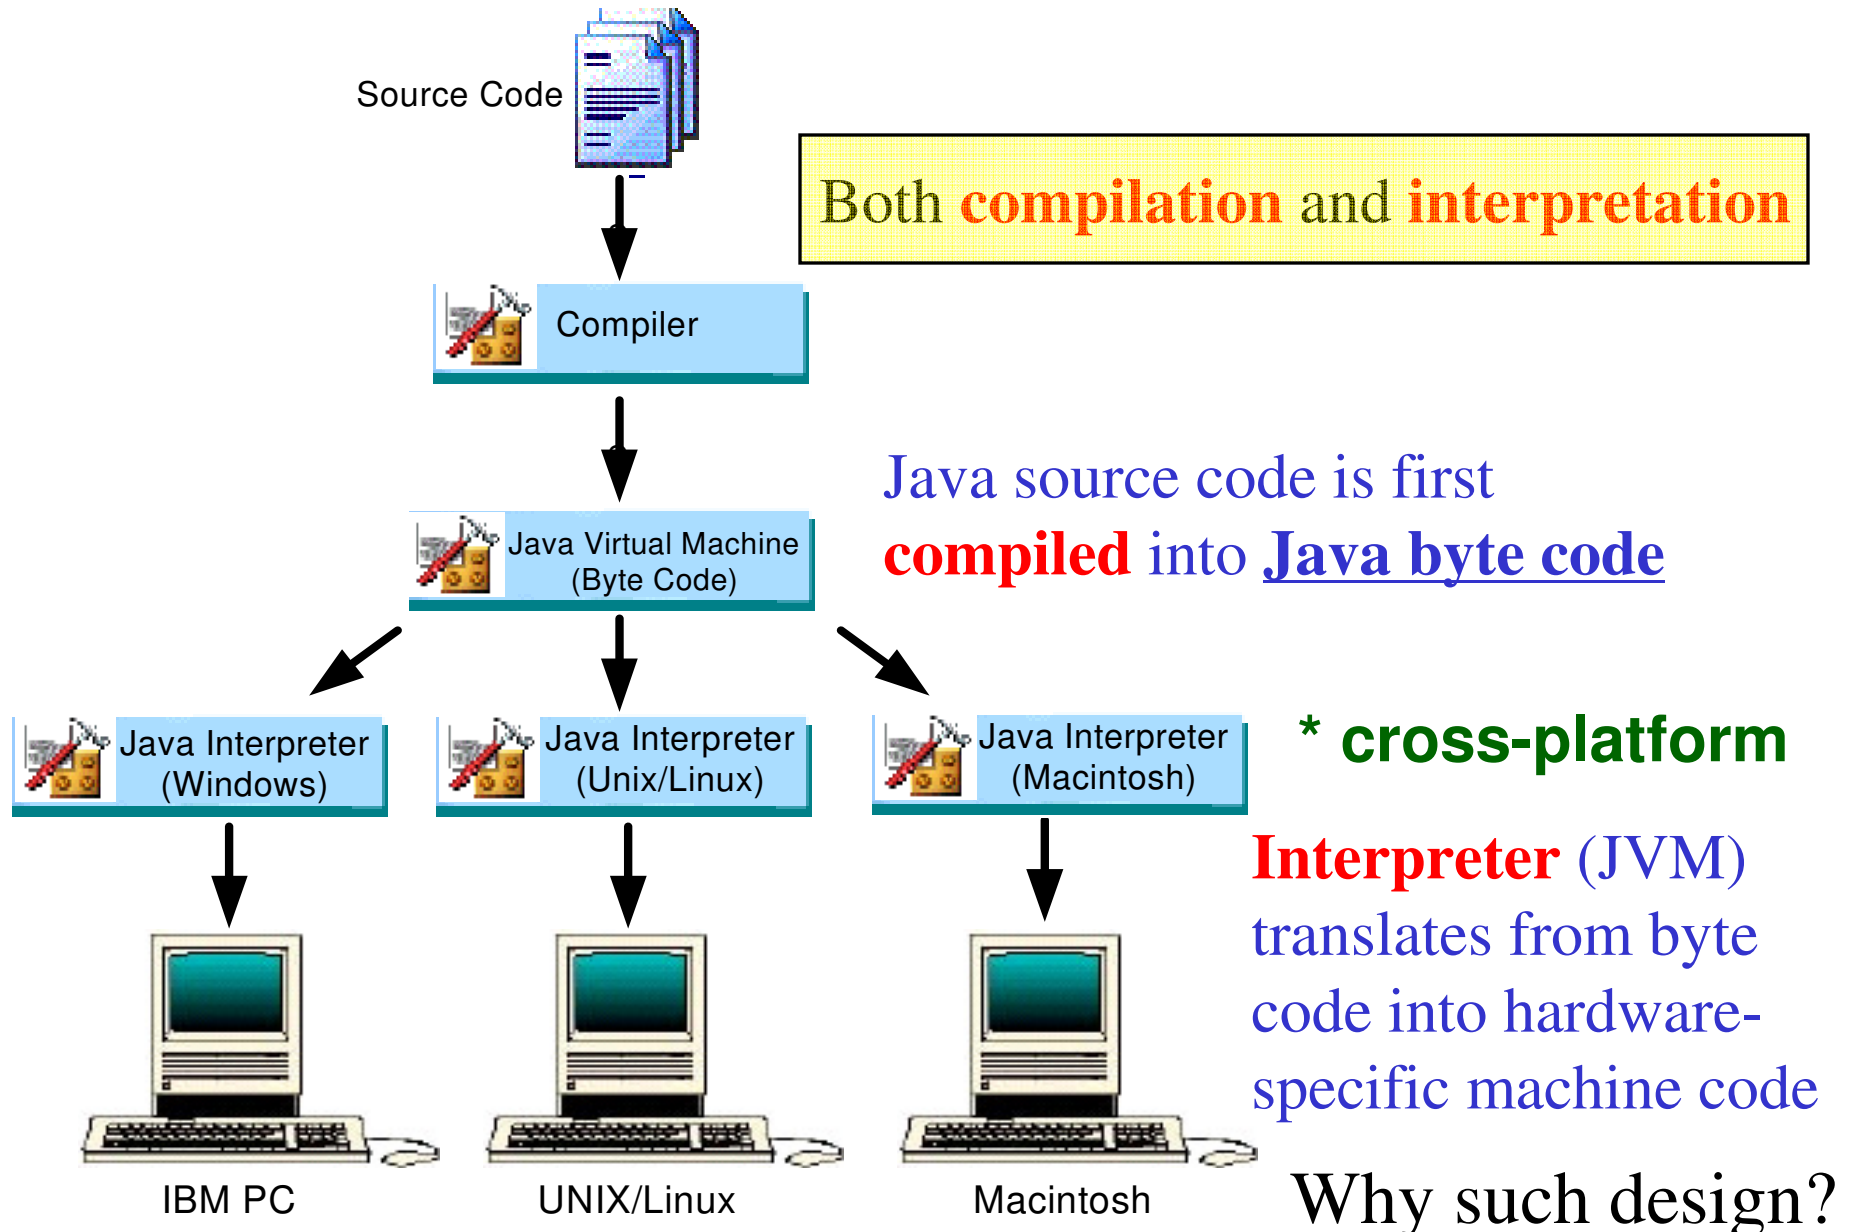 Source Code
Both compilation and interpretation
Compiler
Java source code is first
compiled into Java byte code
Java Virtual Machine
(Byte Code)
Java Interpreter
(Windows)
Java Interpreter
(Unix/Linux)
Java Interpreter
(Macintosh)
* cross-platform
Interpreter (JVM)
translates from byte
code into hardware-
specific machine code
IBM PC
UNIX/Linux
Macintosh
Why such design?